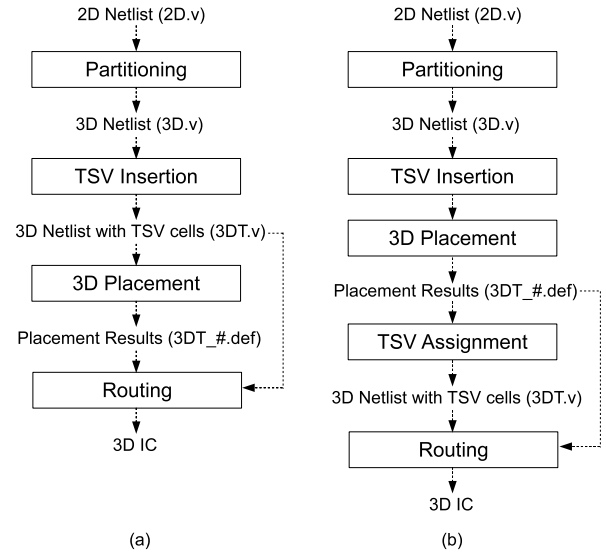 2D Netlist (2D.v)
Partitioning
3D Netlist (3D.v)
TSV Insertion
3D Netlist with TSV cells (3DT.v)
3D Placement
Placement Results (3DT_#.def)
Routing
3D IC
(a)
2D Netlist (2D.v)
Partitioning
3D Netlist (3D.v)
TSV Insertion
3D Placement
Placement Results (3DT_#.def)
TSV Assignment
3D Netlist with TSV cells (3DT.v)
Routing
3D IC
(b)